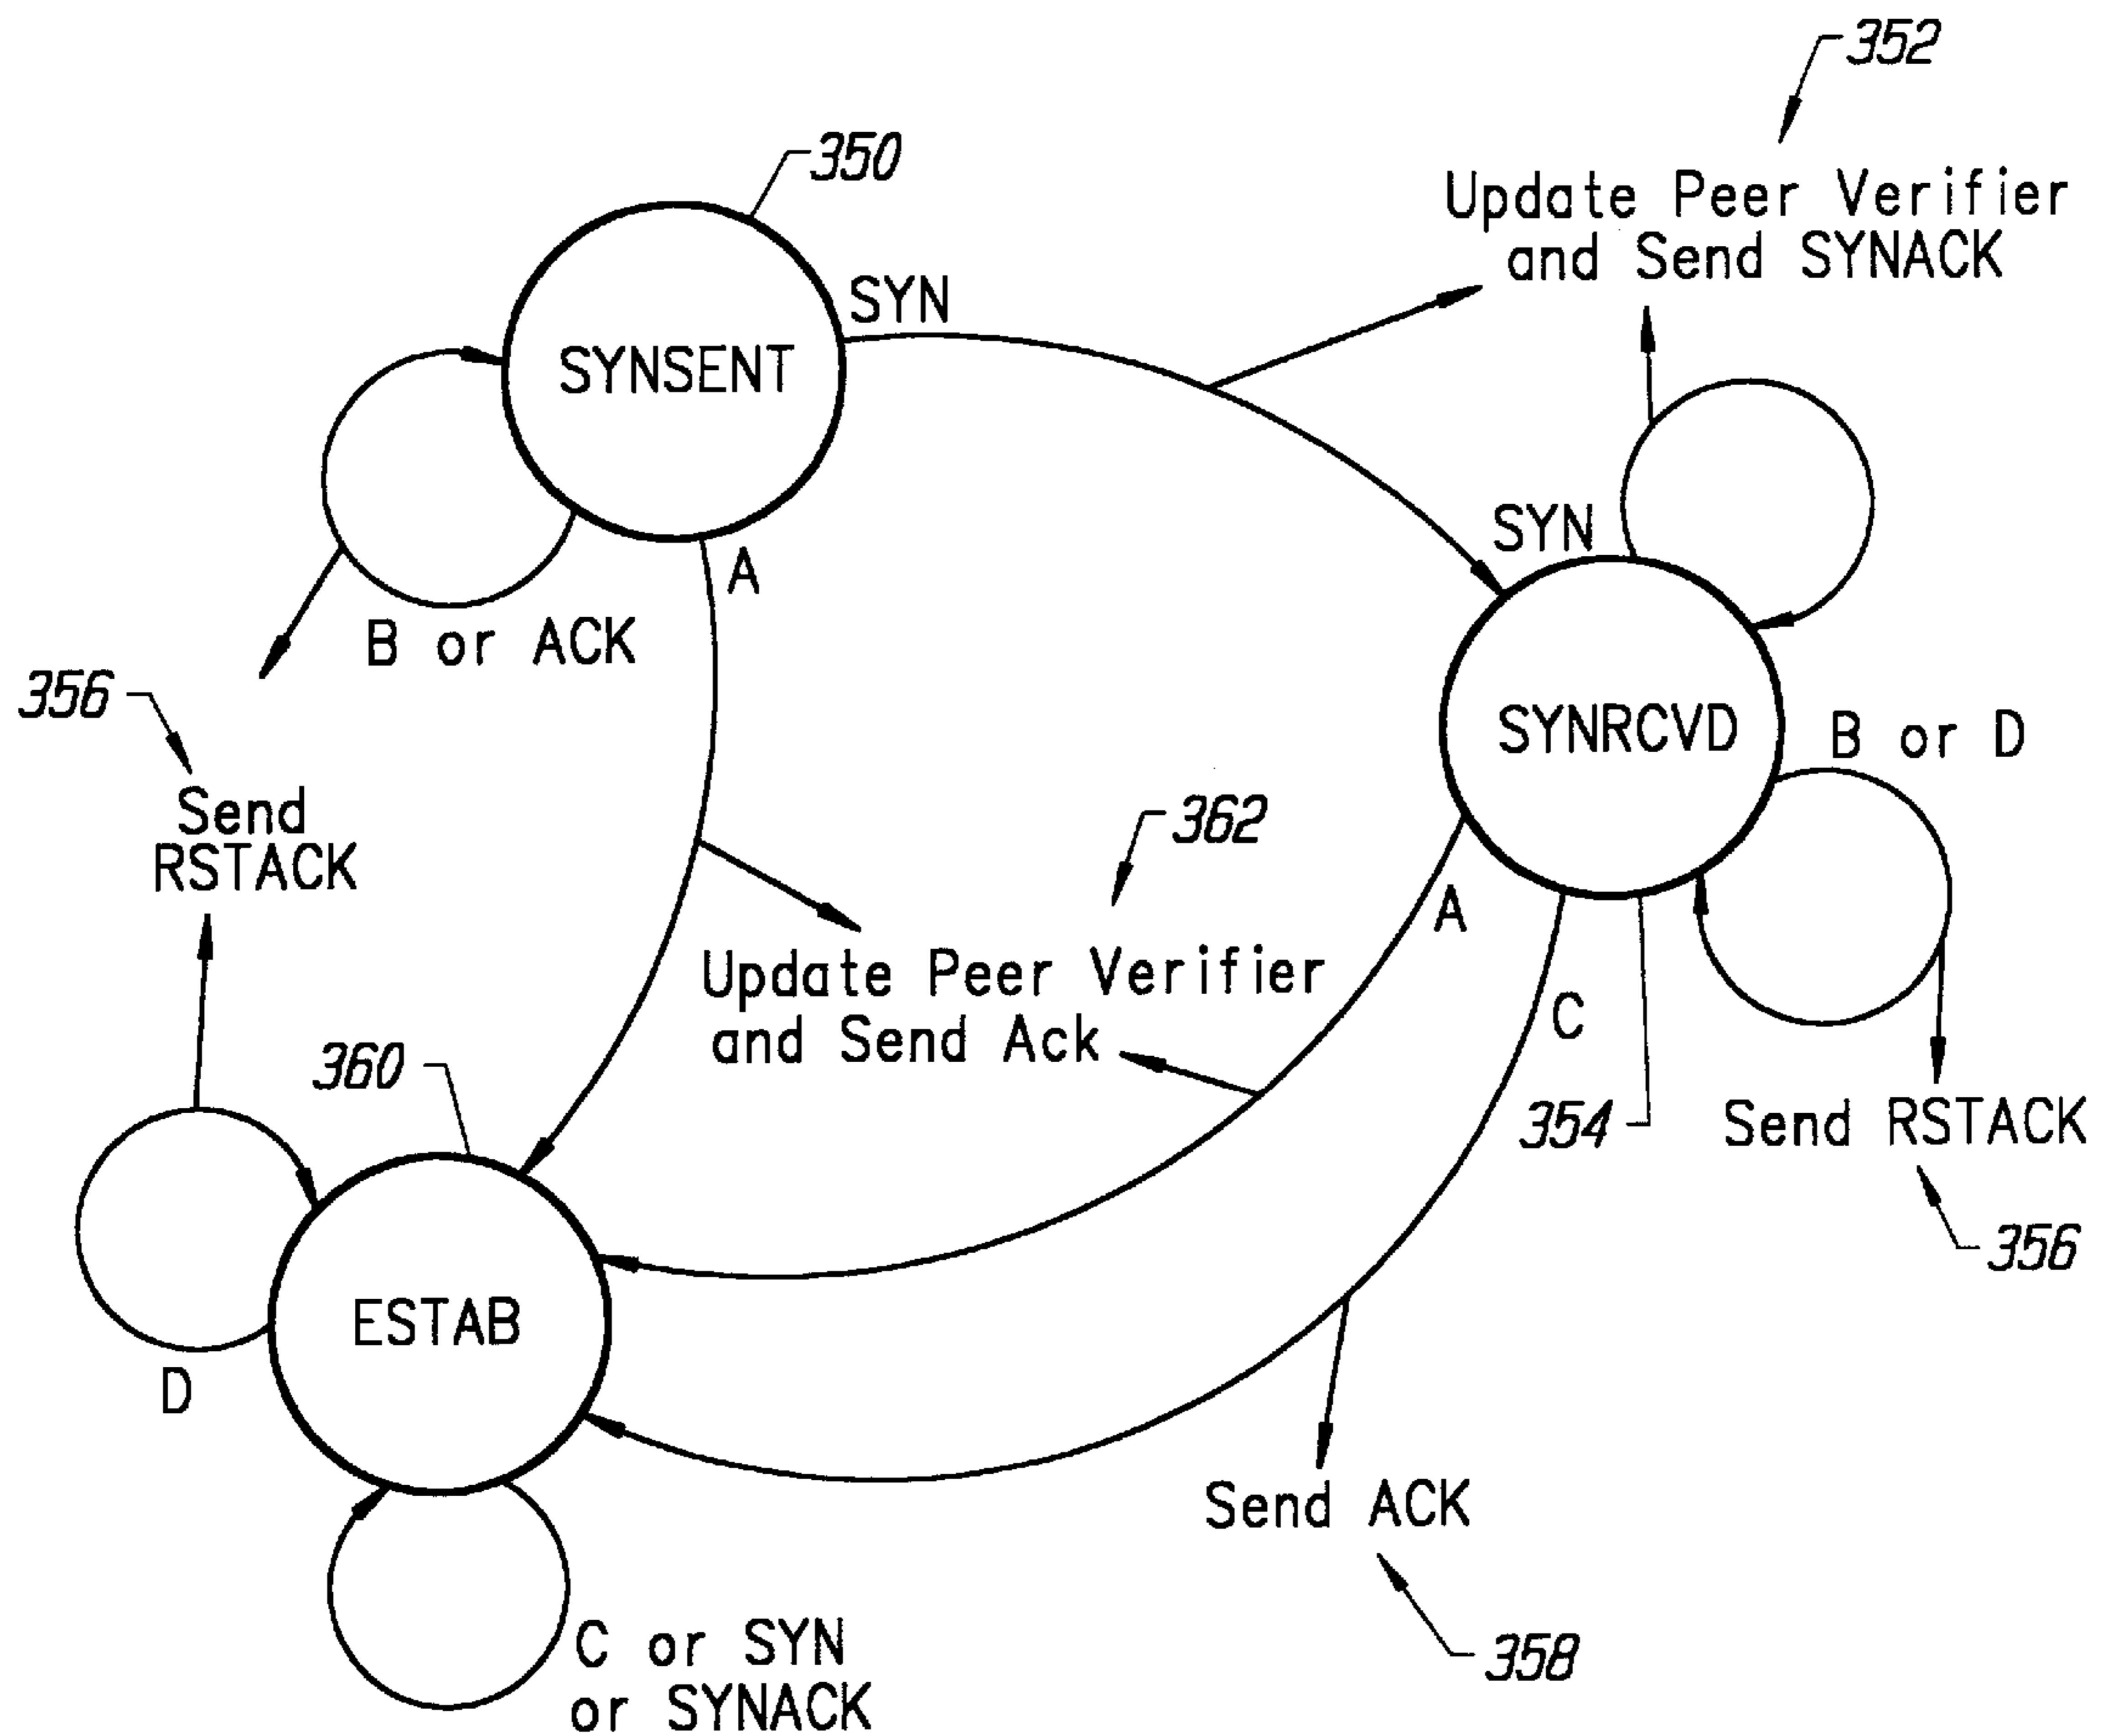 352
350
Update Peer Verifier
and Send SYNACK
SYN
SYNSENT
SYN
A
B or ACK
356
SYNRCVD
B or D
Send
RSTACK
362
A
Update Peer Verifier
and Send Ack
C
360
354
Send RSTACK
356
ESTAB
D
Send ACK
C or SYN
or SYNACK
358